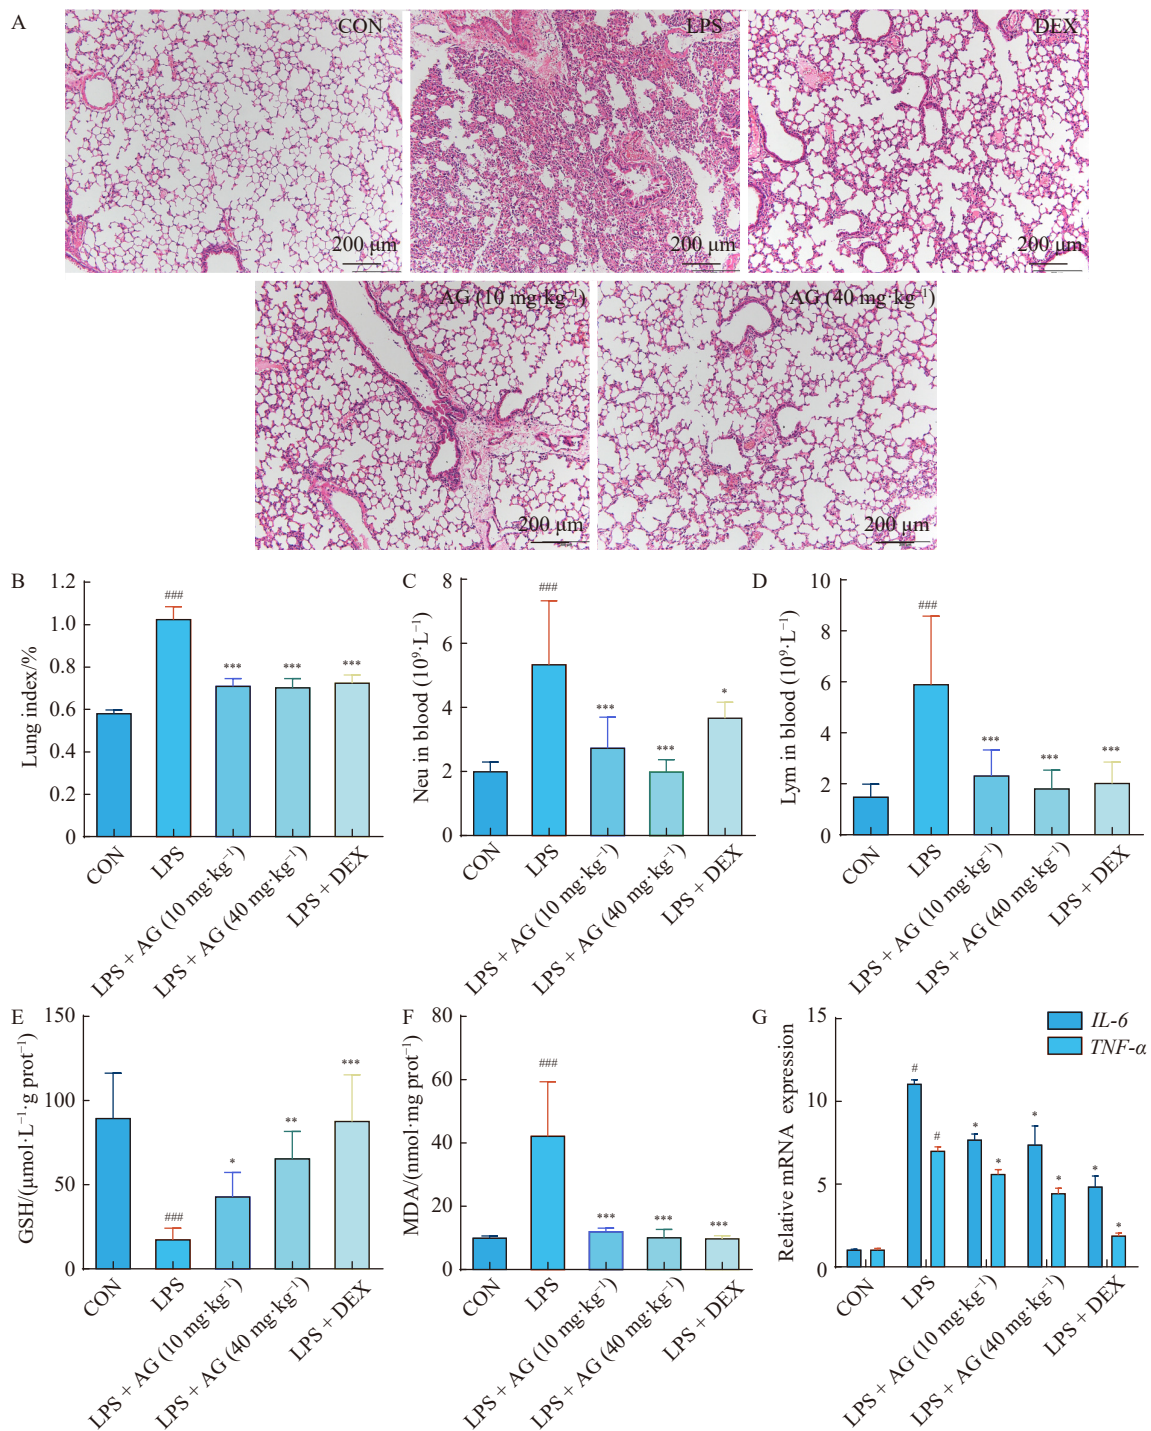 A
CON
LPS
DEX
200 μm
200 μm
200 μm
AG (10 mg·kg⁻¹)
AG (40 mg·kg⁻¹)
200 μm
200 μm
B
Lung index/%
1.2
1.0
0.8
0.6
0.4
0.2
0
###
***
***
***
CON
LPS
LPS + AG (10 mg·kg⁻¹)
LPS + AG (40 mg·kg⁻¹)
LPS + DEX
C
Neu in blood (10⁹·L⁻¹)
8
6
4
2
0
###
***
***
*
CON
LPS
LPS + AG (10 mg·kg⁻¹)
LPS + AG (40 mg·kg⁻¹)
LPS + DEX
D
Lym in blood (10⁹·L⁻¹)
10
8
6
4
2
0
###
***
***
***
CON
LPS
LPS + AG (10 mg·kg⁻¹)
LPS + AG (40 mg·kg⁻¹)
LPS + DEX
E
GSH/(μmol·L⁻¹·g prot⁻¹)
150
100
50
0
###
*
**
***
CON
LPS
LPS + AG (10 mg·kg⁻¹)
LPS + AG (40 mg·kg⁻¹)
LPS + DEX
F
MDA/(nmol·mg prot⁻¹)
80
60
40
20
0
###
***
***
***
CON
LPS
LPS + AG (10 mg·kg⁻¹)
LPS + AG (40 mg·kg⁻¹)
LPS + DEX
G
Relative mRNA expression
15
10
5
0
IL-6
TNF-α
#
#
*
*
*
*
*
*
CON
LPS
LPS + AG (10 mg·kg⁻¹)
LPS + AG (40 mg·kg⁻¹)
LPS + DEX